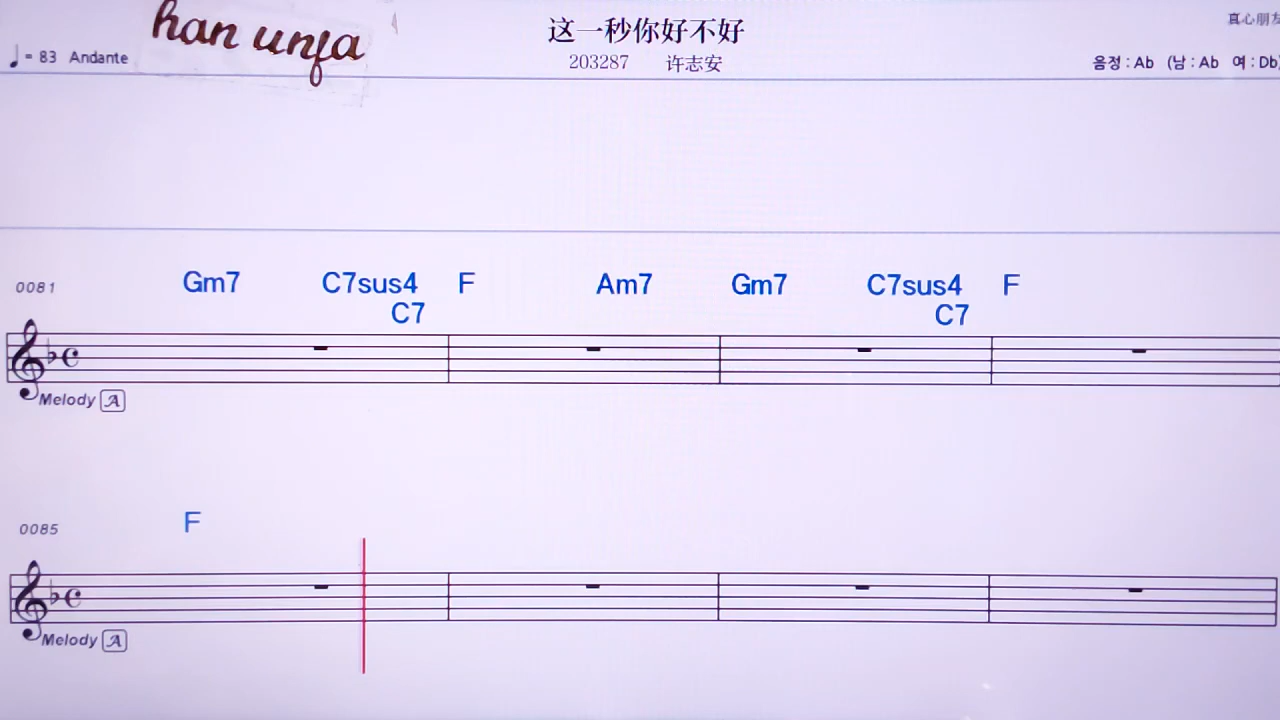 han unfa
真心朋友
这一秒你好不好
♩= 83 Andante
203287 许志安
음정 : Ab (남 : Ab 여 : Db)
0081 Gm7 C7sus4 F Am7 Gm7 C7sus4 F
C7 C7
Melody A
0085 F
Melody A